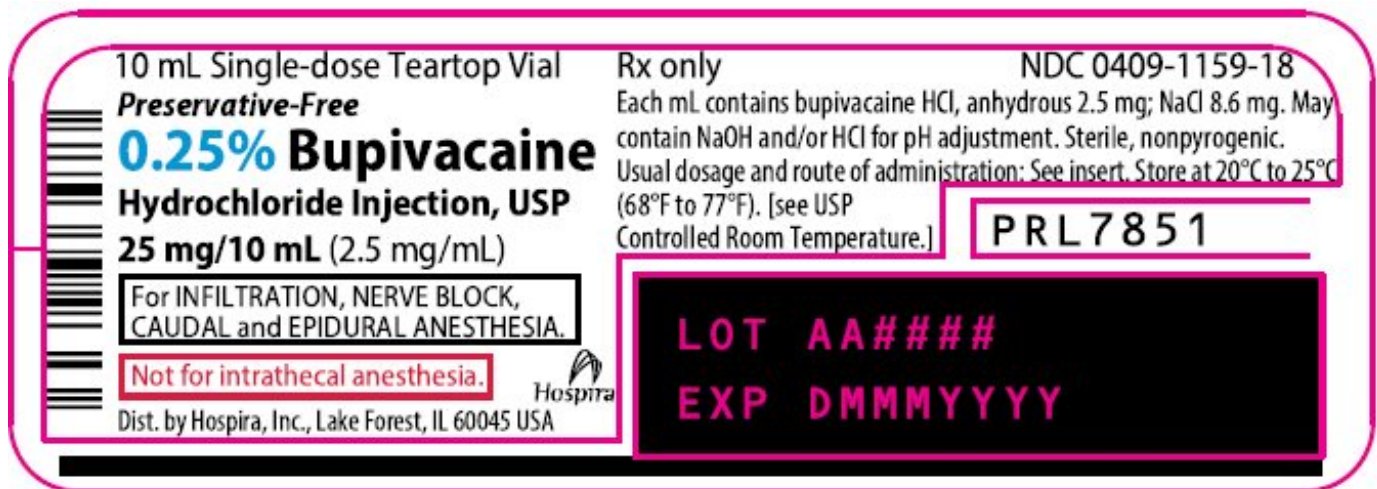 10 mL Single-dose Teartop Vial
Preservative-Free
0.25% Bupivacaine
Hydrochloride Injection, USP
25 mg/10 mL (2.5 mg/mL)
For INFILTRATION, NERVE BLOCK,
CAUDAL and EPIDURAL ANESTHESIA.
Not for intrathecal anesthesia.
Hospira
Dist. by Hospira, Inc., Lake Forest, IL 60045 USA
Rx only NDC 0409-1159-18
Each mL contains bupivacaine HCl, anhydrous 2.5 mg; NaCl 8.6 mg. May
contain NaOH and/or HCl for pH adjustment. Sterile, nonpyrogenic.
Usual dosage and route of administration: See insert. Store at 20°C to 25°C
(68°F to 77°F). [see USP
Controlled Room Temperature.]
PRL7851
LOT AA####
EXP DMMMYYYY